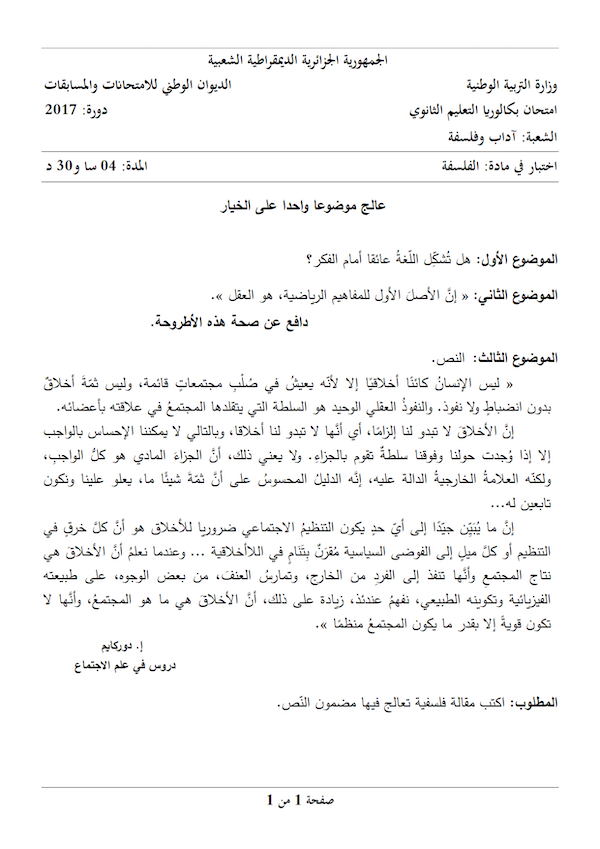 الجمهورية الجزائرية الديمقراطية الشعبية
وزارة التربية الوطنية الديوان الوطني للامتحانات والمسابقات
امتحان بكالوريا التعليم الثانوي دورة: 2017
الشعبة: آداب وفلسفة
اختبار في مادة: الفلسفة المدة: 04 سا و30 د
عالج موضوعا واحدا على الخيار
الموضوع الأول: هل تُشكِّل اللّغةُ عائقا أمام الفكر؟
الموضوع الثاني: « إنَّ الأصلَ الأول للمفاهيم الرياضية، هو العقل ».
دافع عن صحة هذه الأطروحة.
الموضوع الثالث: النص.
« ليس الإنسانُ كائنًا أخلاقيًا إلا لأنّه يعيشُ في صُلْبِ مجتمعاتٍ قائمة، وليس ثمّةَ أخلاقٌ
بدون انضباطٍ ولا نفوذ. والنفوذُ العقلي الوحيد هو السلطة التي يتقلدها المجتمعُ في علاقته بأعضائه.
إنَّ الأخلاقَ لا تبدو لنا إلزامًا، أي أنَّها لا تبدو لنا أخلاقا، وبالتالي لا يمكننا الإحساس بالواجب
إلا إذا وُجدت حولنا وفوقنا سلطةٌ تقوم بالجزاءِ. ولا يعني ذلك، أنَّ الجزاءَ المادي هو كلُ الواجبِ،
ولكنّه العلامةُ الخارجيةُ الدالة عليه، إنَّه الدليلُ المحسوسُ على أنَّ ثمّةَ شيئًا ما، يعلو علينا ونكون
تابعين له...
إنَّ ما يُبَيِّن جيّدًا إلى أيّ حدٍ يكون التنظيمُ الاجتماعي ضروريا للأخلاق هو أنَّ كلَّ خرقٍ في
التنظيم أو كلَّ ميلٍ إلى الفوضى السياسية مُقترَنٌ بِتَنَامٍ في اللاأخلاقية ... وعندما نعلمُ أنَّ الأخلاقَ هي
نتاج المجتمعِ وأنَّها تنفذ إلى الفردِ من الخارج، وتمارسُ العنفَ، من بعض الوجوه، على طبيعته
الفيزيائية وتكوينِه الطبيعي، نفهمُ عندئذ، زيادة على ذلك، أنَّ الأخلاقَ هي ما هو المجتمعُ، وأنَّها لا
تكون قويةً إلا بقدر ما يكون المجتمعُ منظمًا ».
إ. دوركايم
دروس في علم الاجتماع
المطلوب: اكتب مقالة فلسفية تعالج فيها مضمون النّص.
صفحة 1 من 1